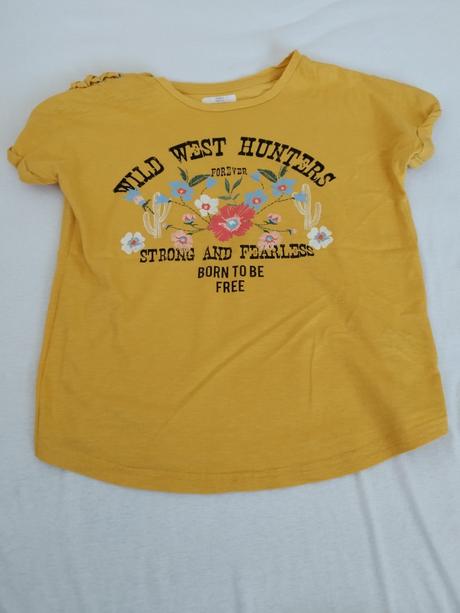 WILD WEST HUNTERS
FOREVER
STRONG AND FEARLESS
BORN TO BE
FREE